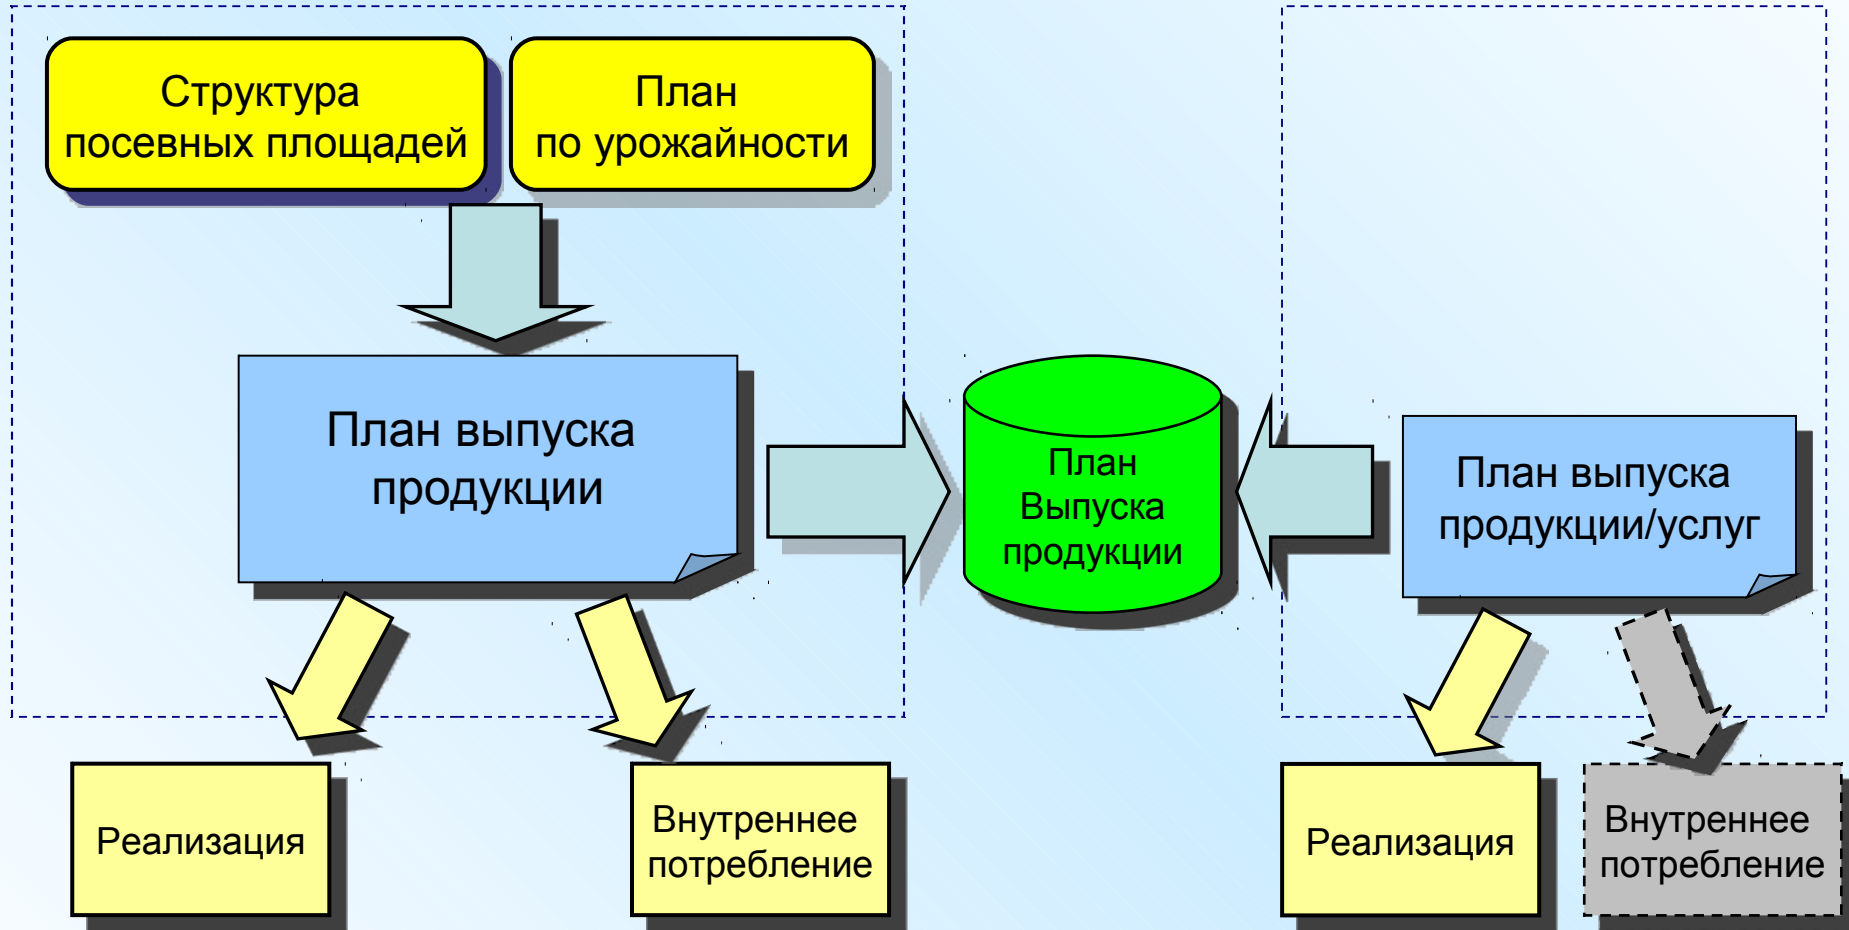 Структура
посевных площадей
План
по урожайности
План выпуска
продукции
План
Выпуска
продукции
План выпуска
продукции/услуг
Реализация
Внутреннее
потребление
Реализация
Внутреннее
потребление